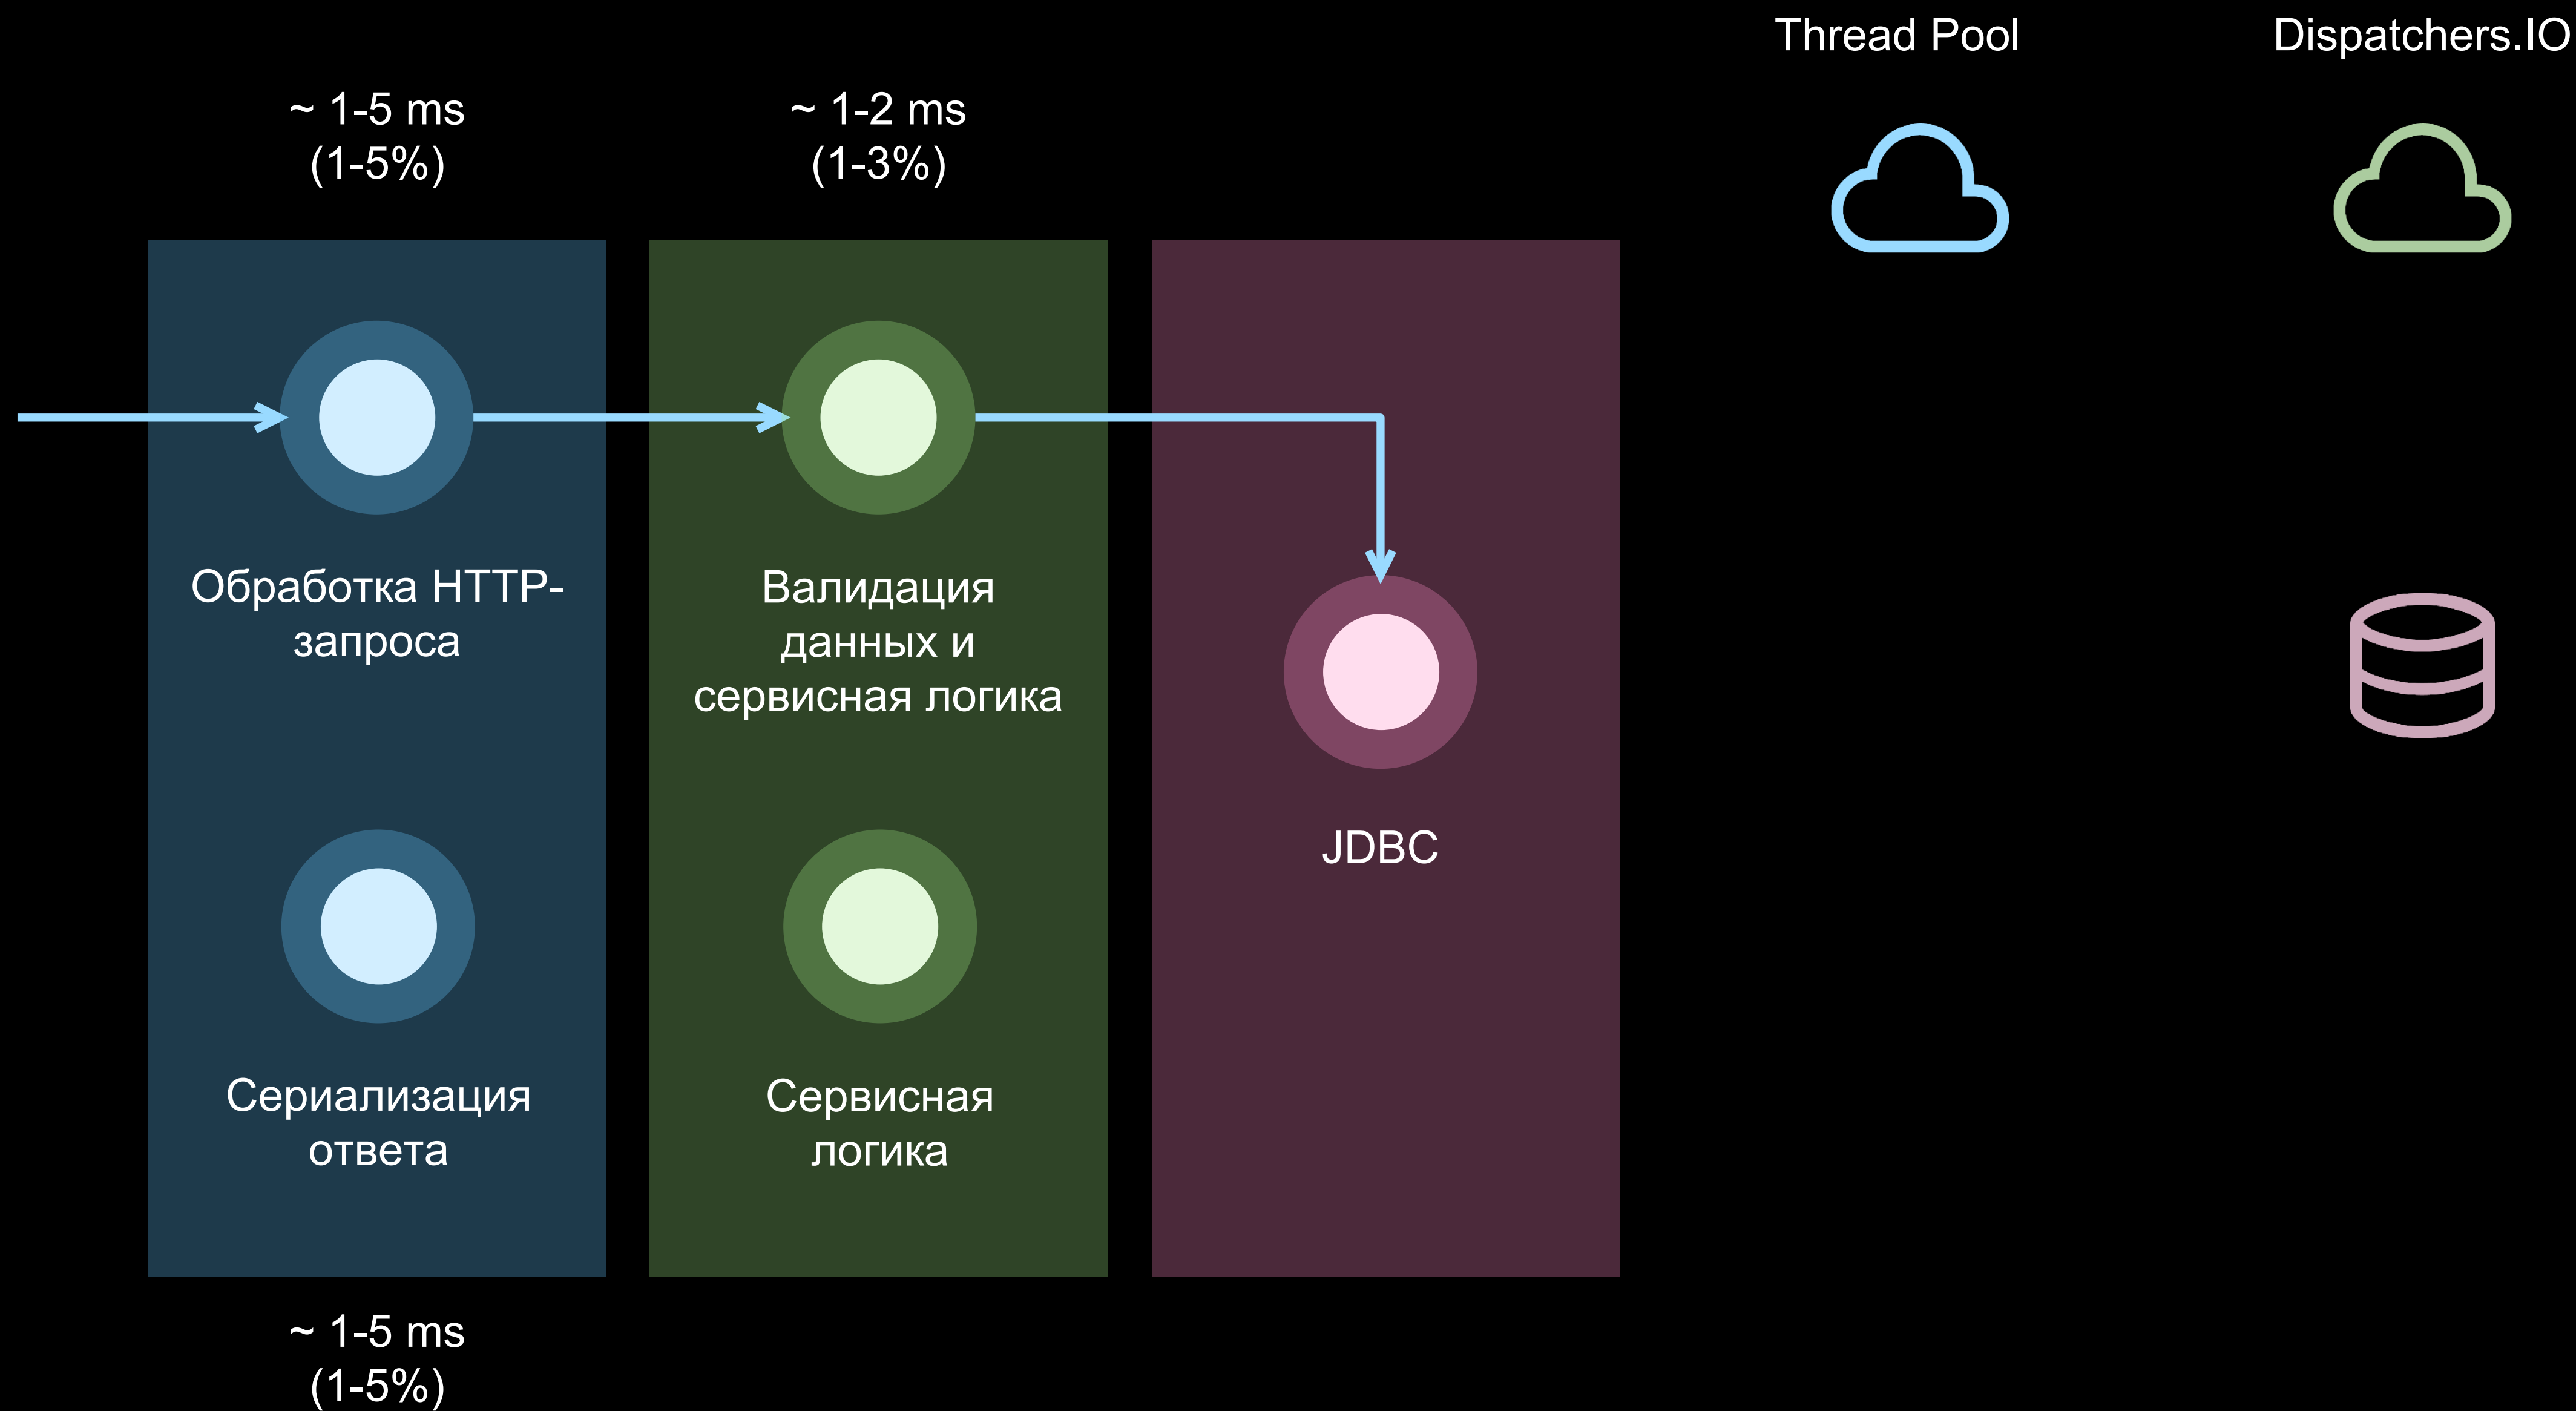 Thread Pool
Dispatchers.IO
~ 1-5 ms
(1-5%)
~ 1-2 ms
(1-3%)
Обработка HTTP-
запроса
Валидация
данных и
сервисная логика
JDBC
Сериализация
ответа
Сервисная
логика
~ 1-5 ms
(1-5%)